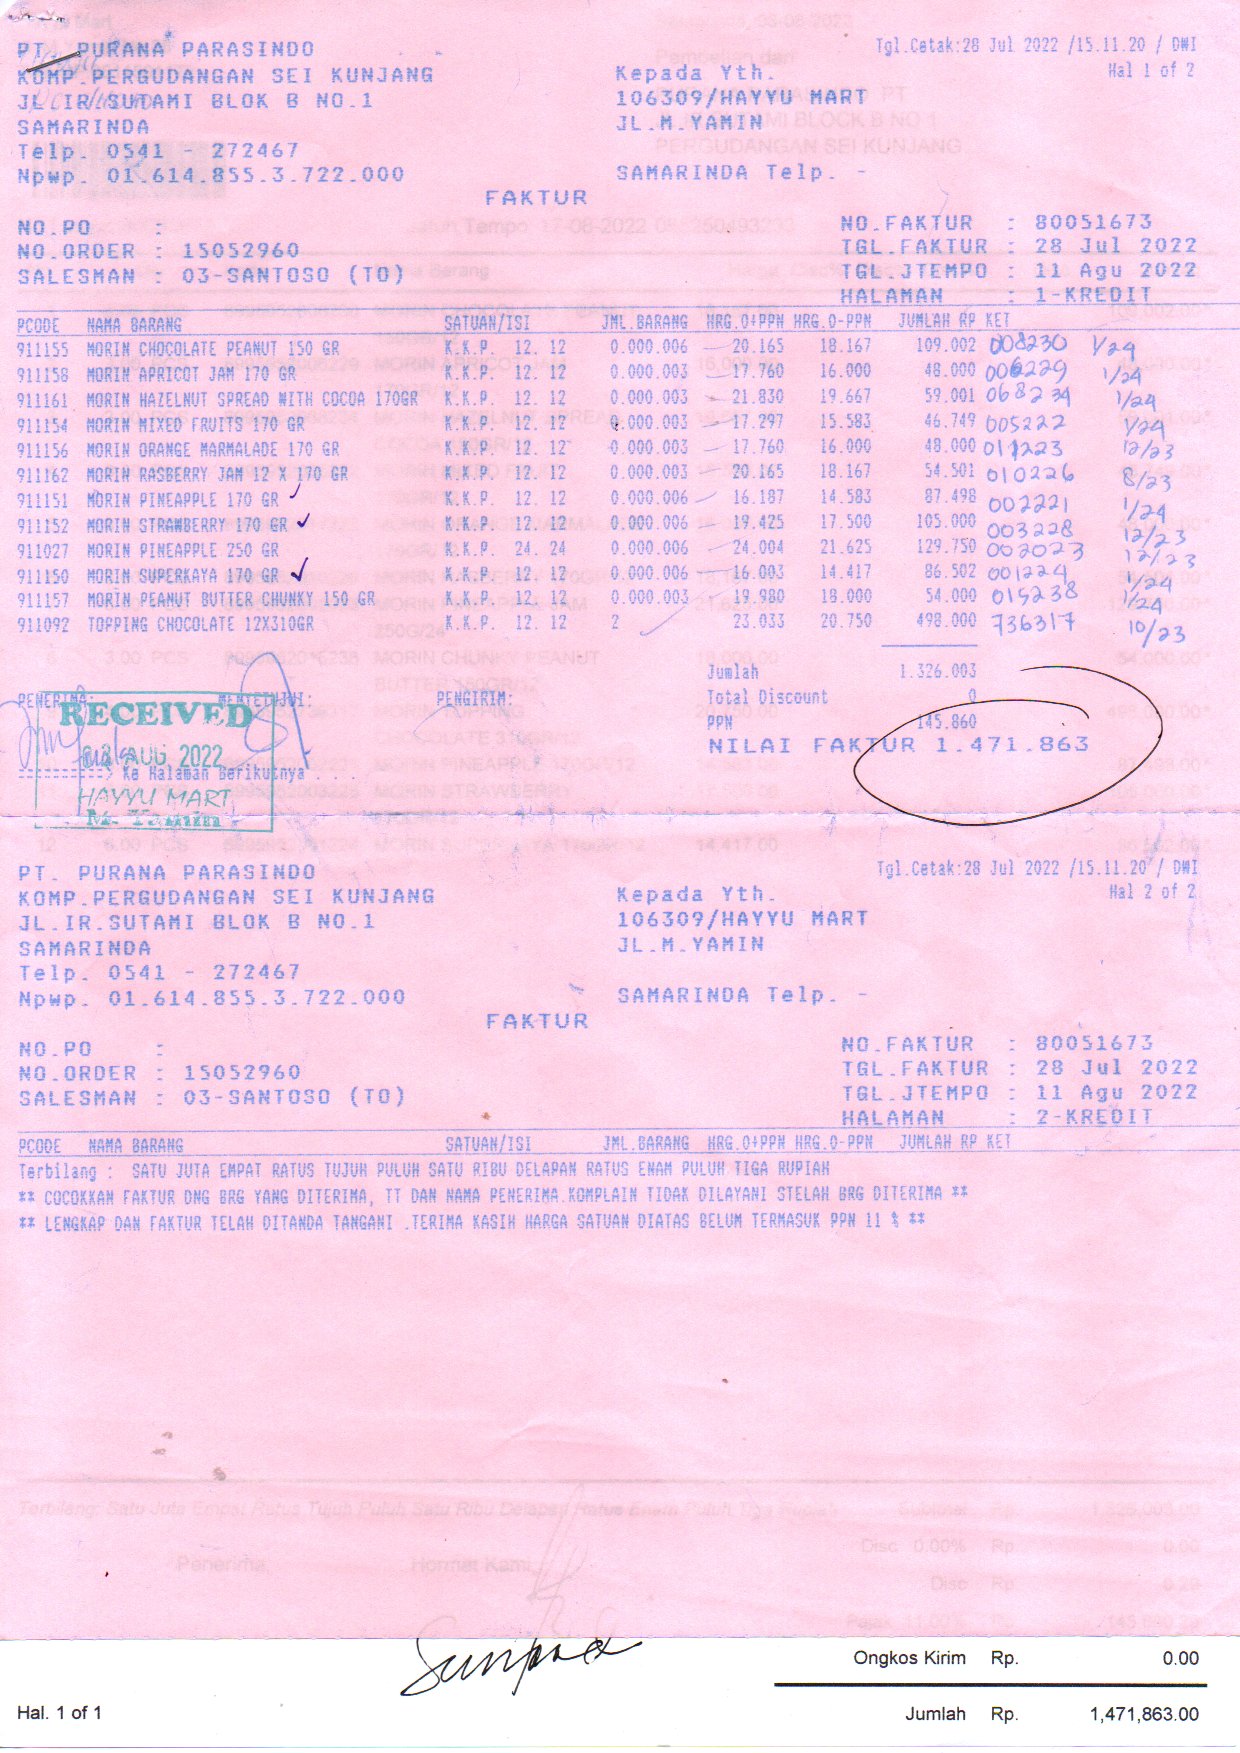 PT. PURANA PARASINDO
Tgl.Cetak:28 Jul 2022 /15.11.20 / DWI
KOMP.PERGUDANGAN SEI KUNJANG
Kepada Yth.
Hal 1 of 2
JL.IR.SUTAMI BLOK B NO.1
106309/HAYYU MART
SAMARINDA
JL.M.YAMIN
Telp. 0541 - 272467
Npwp. 01.614.855.3.722.000
SAMARINDA Telp. -
FAKTUR
NO.PO :
NO.FAKTUR : 80051673
NO.ORDER : 15052960
TGL.FAKTUR : 28 Jul 2022
SALESMAN : 03-SANTOSO (TO)
TGL.JTEMPO : 11 Agu 2022
HALAMAN : 1-KREDIT
PCODE NAMA BARANG SATUAN/ISI JML.BARANG HRG.O+PPN HRG.O-PPN JUMLAH RP KET
911155 MORIN CHOCOLATE PEANUT 150 GR K.K.P. 12. 12 0.000.006 20.165 18.167 109.002 008230 1/24
911158 MORIN APRICOT JAM 170 GR K.K.P. 12. 12 0.000.003 17.760 16.000 48.000 006229 1/24
911161 MORIN HAZELNUT SPREAD WITH COCOA 170GR K.K.P. 12. 12 0.000.003 21.830 19.667 59.001 068234 1/24
911154 MORIN MIXED FRUITS 170 GR K.K.P. 12. 12 0.000.003 17.297 15.583 46.749 005222 1/24
911156 MORIN ORANGE MARMALADE 170 GR K.K.P. 12. 12 0.000.003 17.760 16.000 48.000 011223 12/23
911162 MORIN RASBERRY JAM 12 X 170 GR K.K.P. 12. 12 0.000.003 20.165 18.167 54.501 010226 8/23
911151 MORIN PINEAPPLE 170 GR K.K.P. 12. 12 0.000.006 16.187 14.583 87.498 002221 1/24
911152 MORIN STRAWBERRY 170 GR K.K.P. 12. 12 0.000.006 19.425 17.500 105.000 003228 12/23
911027 MORIN PINEAPPLE 250 GR K.K.P. 24. 24 0.000.006 24.004 21.625 129.750 002023 12/23
911150 MORIN SUPERKAYA 170 GR K.K.P. 12. 12 0.000.006 16.003 14.417 86.502 001224 1/24
911157 MORIN PEANUT BUTTER CHUNKY 150 GR K.K.P. 12. 12 0.000.003 19.980 18.000 54.000 015238 1/24
911092 TOPPING CHOCOLATE 12X310GR K.K.P. 12. 12 2 23.033 20.750 498.000 736317 10/23
Jumlah 1.326.003
PENERIMA: MENYETUJUI: PENGIRIM:
Total Discount 0
RECEIVED
PPN 145.860
NILAI FAKTUR 1.471.863
AUG 2022
Ke Halaman Berikutnya . . .
HAYYU MART
M. Yamin
PT. PURANA PARASINDO
Tgl.Cetak:28 Jul 2022 /15.11.20 / DWI
KOMP.PERGUDANGAN SEI KUNJANG
Kepada Yth.
Hal 2 of 2
JL.IR.SUTAMI BLOK B NO.1
106309/HAYYU MART
SAMARINDA
JL.M.YAMIN
Telp. 0541 - 272467
Npwp. 01.614.855.3.722.000
SAMARINDA Telp. -
FAKTUR
NO.PO :
NO.FAKTUR : 80051673
NO.ORDER : 15052960
TGL.FAKTUR : 28 Jul 2022
SALESMAN : 03-SANTOSO (TO)
TGL.JTEMPO : 11 Agu 2022
HALAMAN : 2-KREDIT
PCODE NAMA BARANG SATUAN/ISI JML.BARANG HRG.O+PPN HRG.O-PPN JUMLAH RP KET
Terbilang : SATU JUTA EMPAT RATUS TUJUH PULUH SATU RIBU DELAPAN RATUS ENAM PULUH TIGA RUPIAH
** COCOKKAN FAKTUR DNG BRG YANG DITERIMA, TT DAN NAMA PENERIMA.KOMPLAIN TIDAK DILAYANI STELAH BRG DITERIMA **
** LENGKAP DAN FAKTUR TELAH DITANDA TANGANI .TERIMA KASIH HARGA SATUAN DIATAS BELUM TERMASUK PPN 11 % **
Ongkos Kirim Rp. 0.00
Hal. 1 of 1
Jumlah Rp. 1,471,863.00